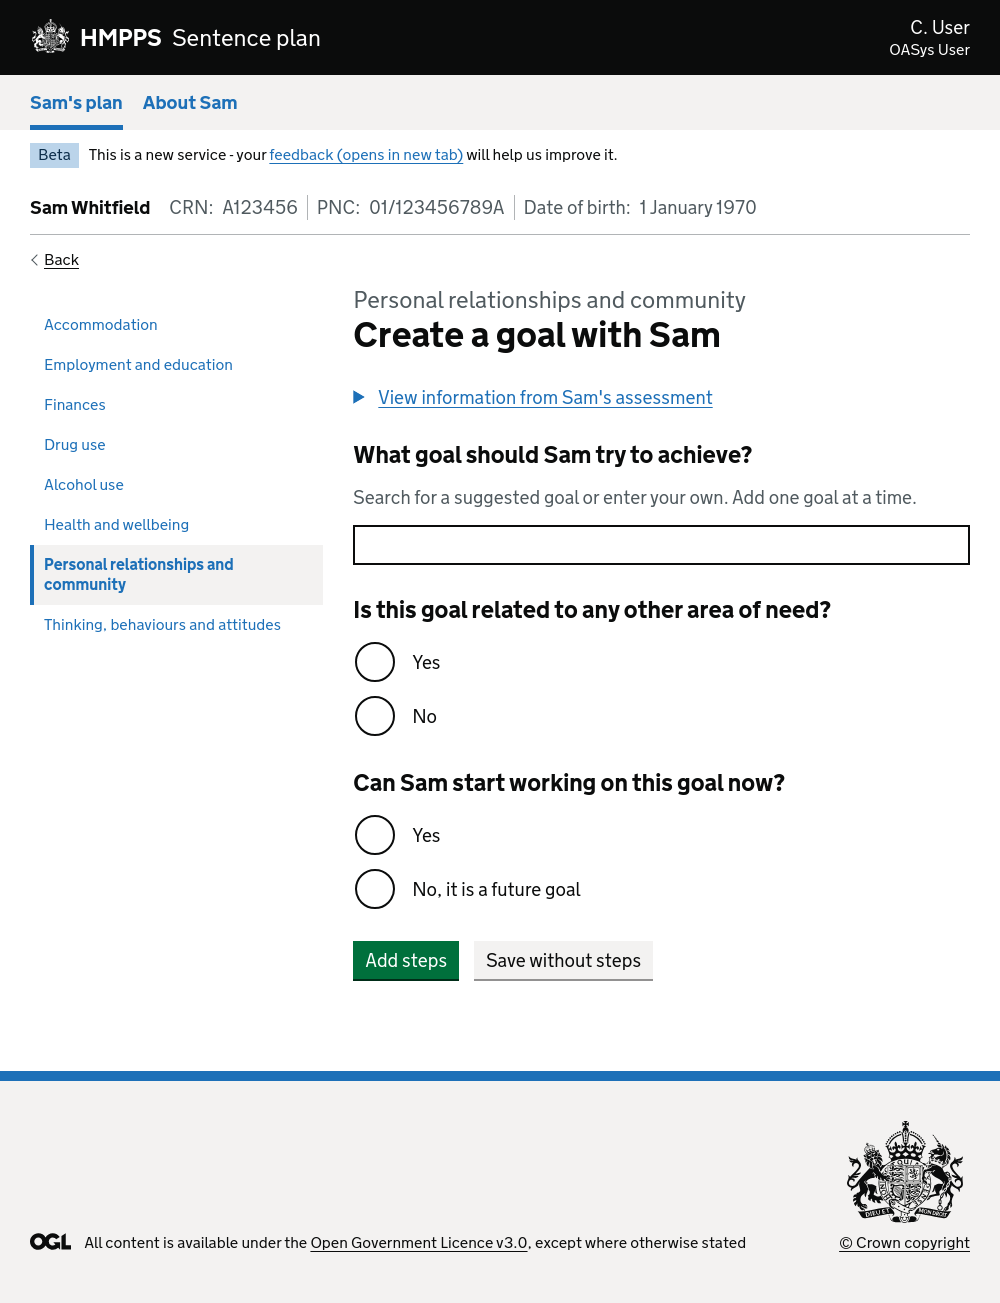 HMPPS Sentence plan
C. User
OASys User
Sam's plan About Sam
Beta This is a new service - your feedback (opens in new tab) will help us improve it.
Sam Whitfield CRN: A123456 PNC: 01/123456789A Date of birth: 1 January 1970
Back
Accommodation
Employment and education
Finances
Drug use
Alcohol use
Health and wellbeing
Personal relationships and
community
Thinking, behaviours and attitudes
Personal relationships and community
Create a goal with Sam
View information from Sam's assessment
What goal should Sam try to achieve?
Search for a suggested goal or enter your own. Add one goal at a time.
Is this goal related to any other area of need?
Yes
No
Can Sam start working on this goal now?
Yes
No, it is a future goal
Add steps Save without steps
DIEU ET MON DROIT
OGL All content is available under the Open Government Licence v3.0, except where otherwise stated
© Crown copyright